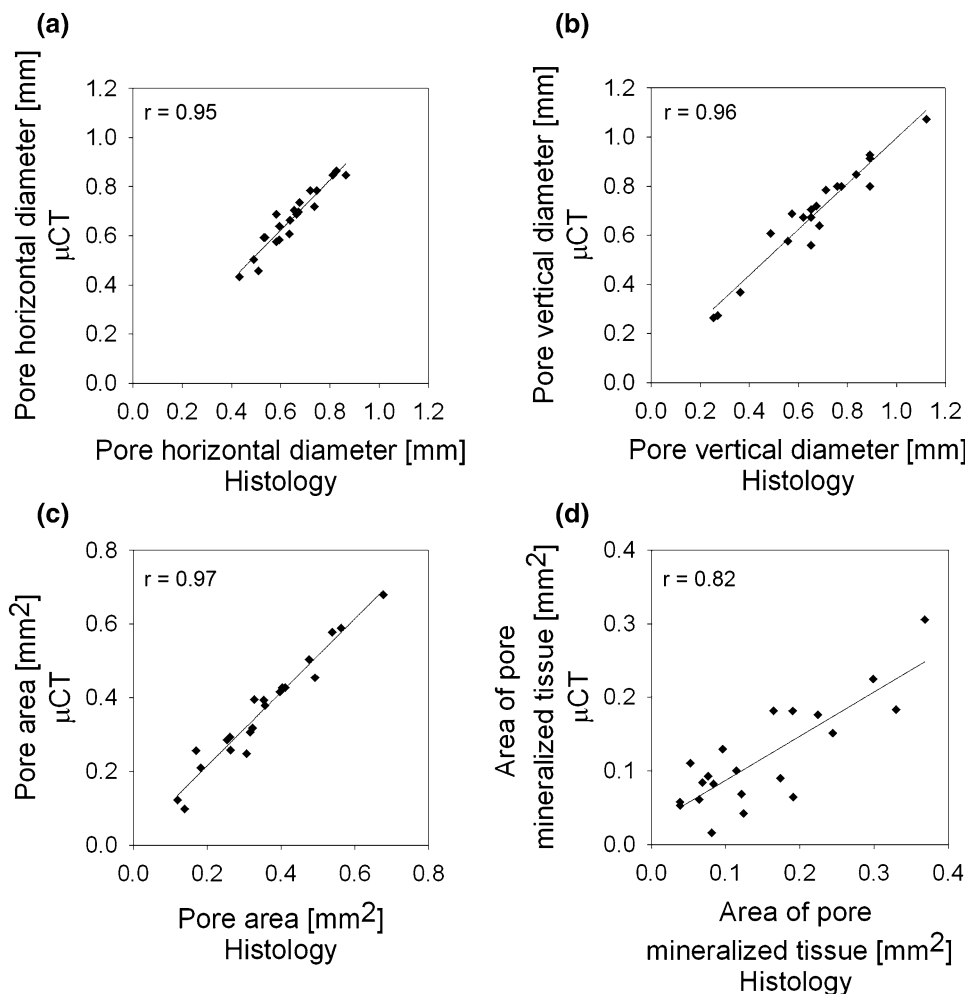 (a)
Pore horizontal diameter [mm]
μCT
1.2
1.0
0.8
0.6
0.4
0.2
0.0
r = 0.95
0.0 0.2 0.4 0.6 0.8 1.0 1.2
Pore horizontal diameter [mm]
Histology
(b)
Pore vertical diameter [mm]
μCT
1.2
1.0
0.8
0.6
0.4
0.2
0.0
r = 0.96
0.0 0.2 0.4 0.6 0.8 1.0 1.2
Pore vertical diameter [mm]
Histology
(c)
Pore area [mm²]
μCT
0.8
0.6
0.4
0.2
0.0
r = 0.97
0.0 0.2 0.4 0.6 0.8
Pore area [mm²]
Histology
(d)
Area of pore
mineralized tissue [mm²]
μCT
0.4
0.3
0.2
0.1
0.0
r = 0.82
0.0 0.1 0.2 0.3 0.4
Area of pore
mineralized tissue [mm²]
Histology